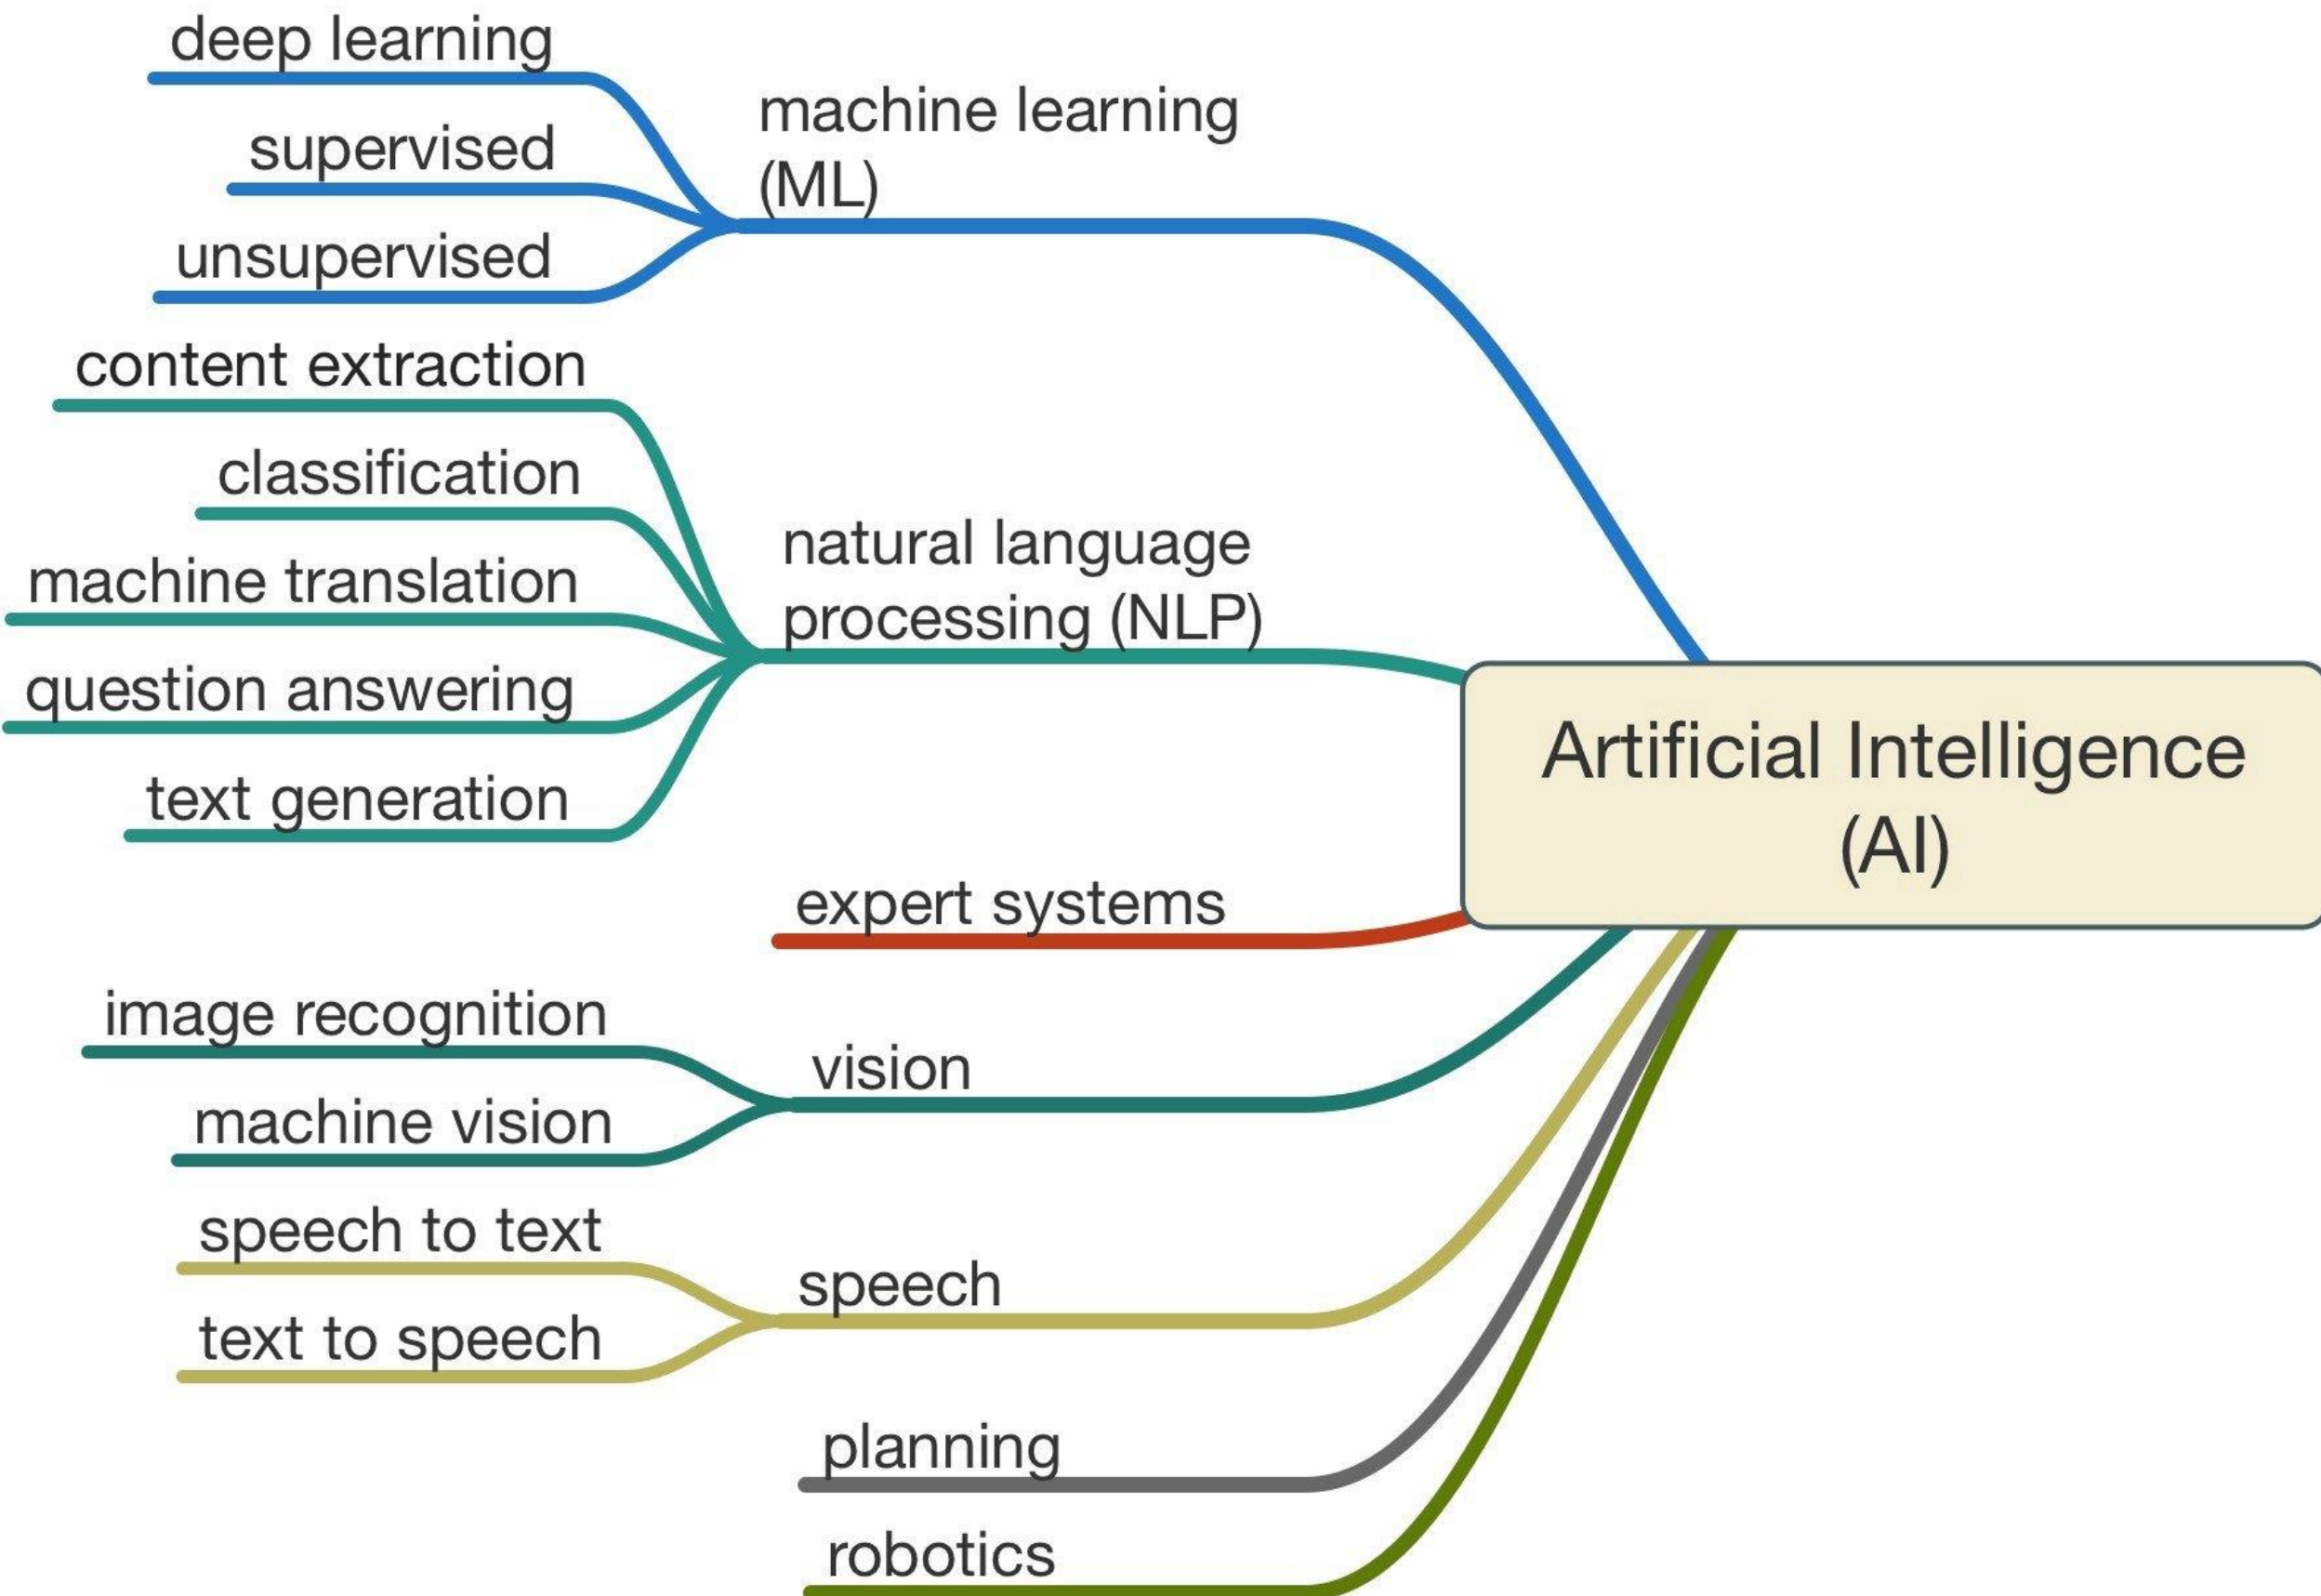 deep learning
supervised
unsupervised
machine learning
(ML)
content extraction
classification
machine translation
question answering
text generation
natural language
processing (NLP)
expert systems
image recognition
machine vision
vision
speech to text
text to speech
speech
planning
robotics
Artificial Intelligence
(AI)